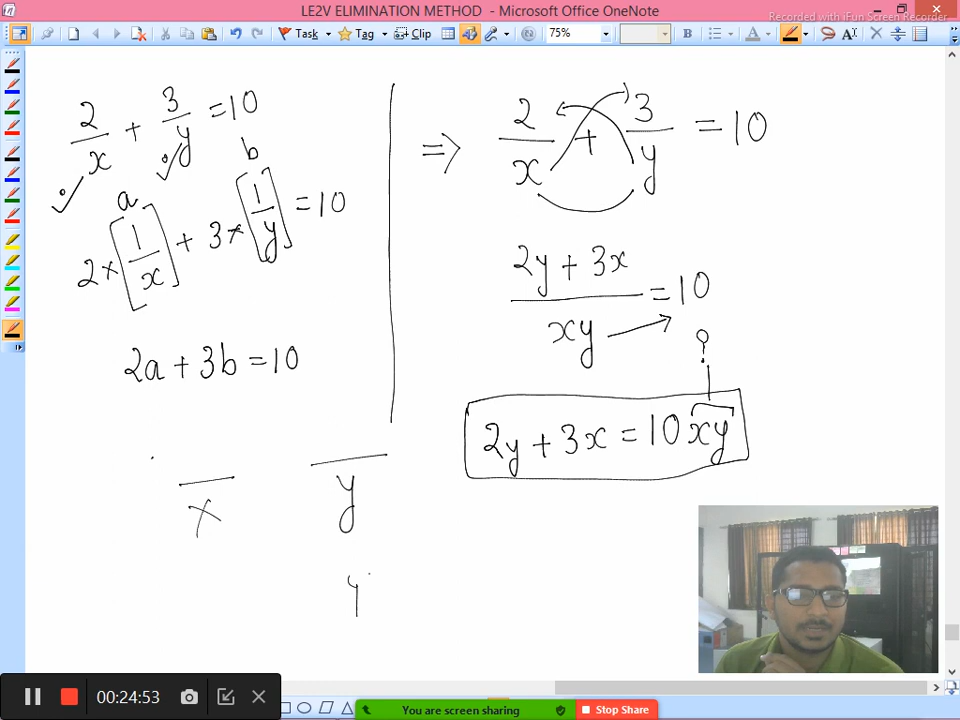 LE2V ELIMINATION METHOD - Microsoft Office OneNote
Recorded with iFun Screen Recorder
Task
Tag
Clip
75%
B
2/x + 3/y = 10
a
b
2×[1/x] + 3×[1/y] = 10
2a + 3b = 10
x
y
y
⇒ 2/x + 3/y = 10
(2y + 3x)/xy = 10
?
2y + 3x = 10xy
00:24:53
You are screen sharing
Stop Share